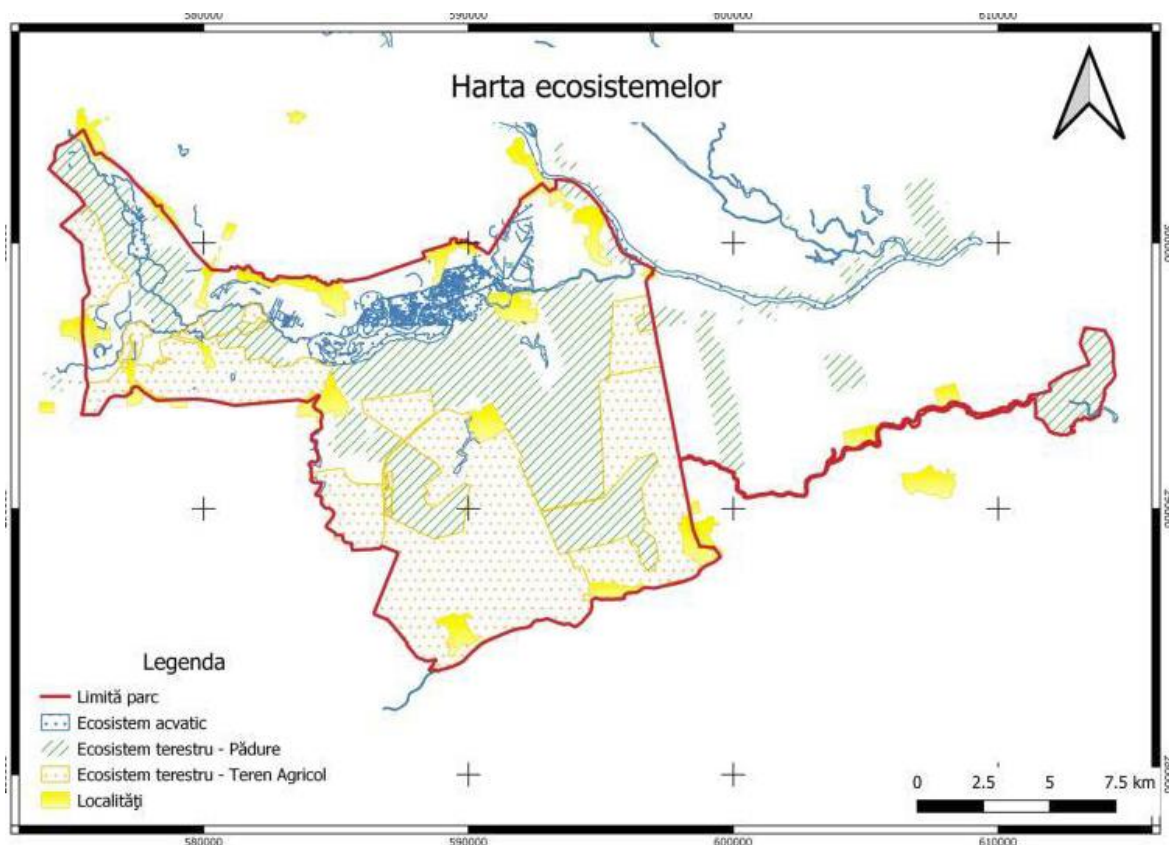 580000 590000 600000 610000
Harta ecosistemelor
Legenda
Limită parc
Ecosistem acvatic
Ecosistem terestru - Pădure
Ecosistem terestru - Teren Agricol
Localități
0 2.5 5 7.5 km
580000 590000 600000 610000